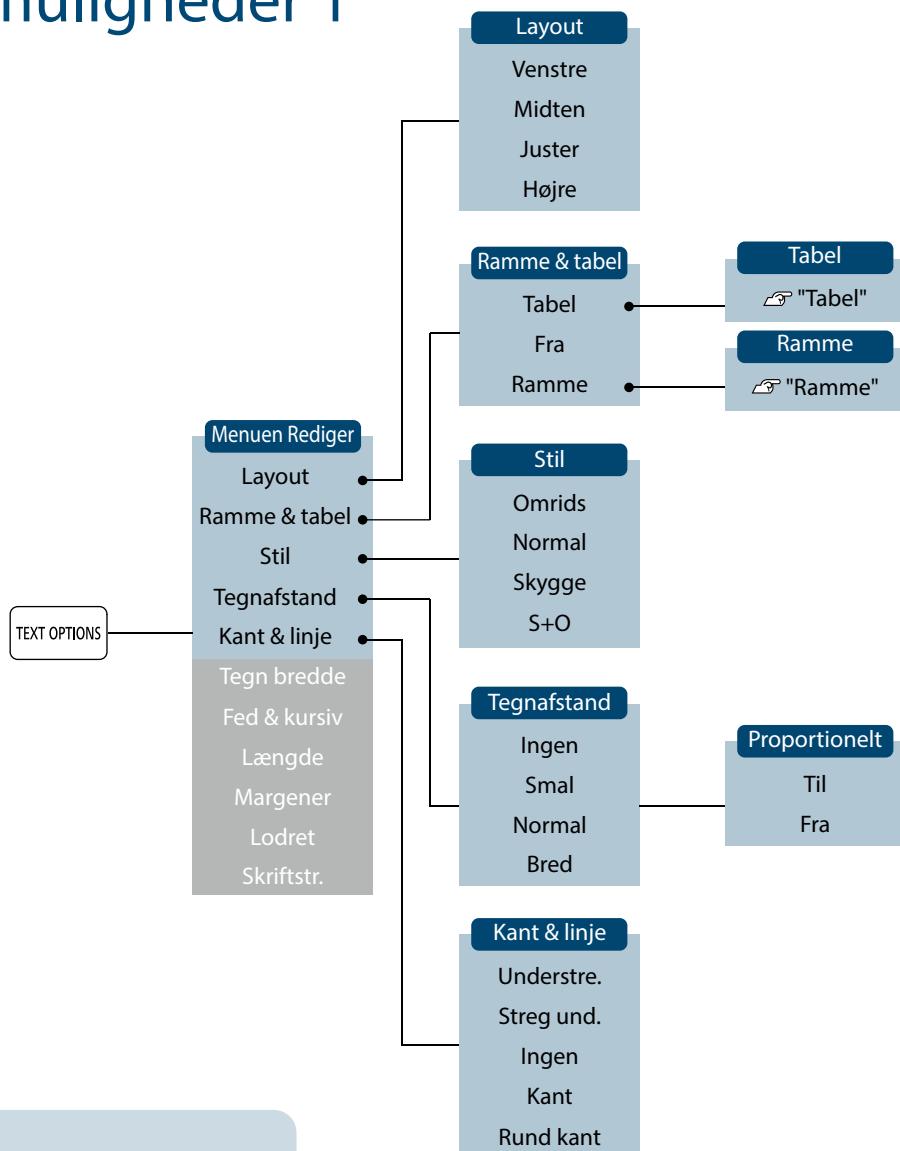 muligheder 1
TEXT OPTIONS
Menuen Rediger
Layout
Ramme & tabel
Stil
Tegnafstand
Kant & linje
Tegn bredde
Fed & kursiv
Længde
Margener
Lodret
Skriftstr.
Layout
Venstre
Midten
Juster
Højre
Ramme & tabel
Tabel
Fra
Ramme
Tabel
"Tabel"
Ramme
"Ramme"
Stil
Omrids
Normal
Skygge
S+O
Tegnafstand
Ingen
Smal
Normal
Bred
Proportionelt
Til
Fra
Kant & linje
Understre.
Streg und.
Ingen
Kant
Rund kant